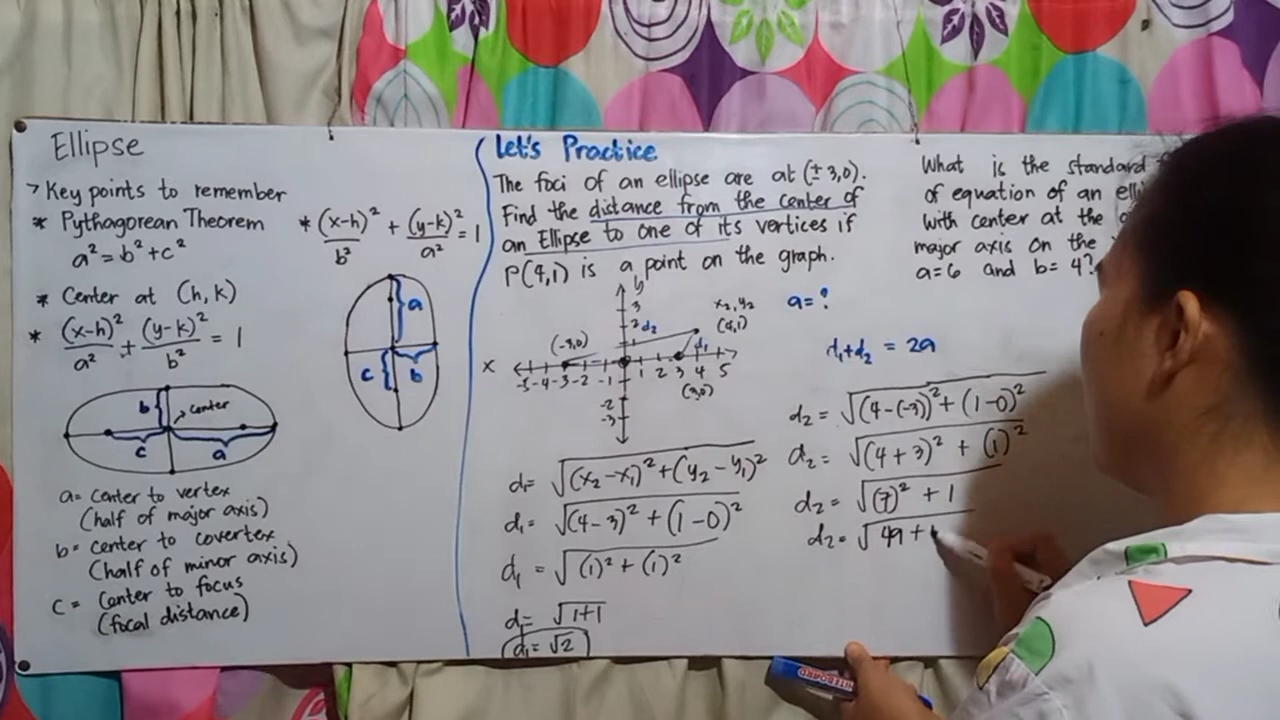 Ellipse
> Key points to remember
* Pythagorean Theorem
a² = b² + c²
* Center at (h, k)
* (x-h)²/a² + (y-k)²/b² = 1
b
center
c
a
a = center to vertex
(half of major axis)
b = center to covertex
(half of minor axis)
c = Center to focus
(focal distance)
* (x-h)²/b² + (y-k)²/a² = 1
a
c
b
Let's Practice
The foci of an ellipse are at (±3,0).
Find the distance from the center of
an Ellipse to one of its vertices if
P(4,1) is a point on the graph.
a = ?
y
3
2
d₂
x₂, y₂
(4,1)
(-3,0)
d₁
x
-5 -4 -3 -2 -1 1 2 3 4 5
(3,0)
-2
-3
d₁ = √(x₂-x₁)² + (y₂-y₁)²
d₁ = √(4-3)² + (1-0)²
d₁ = √(1)² + (1)²
d₁ = √1+1
d₁ = √2
d₁+d₂ = 2a
d₂ = √(4-(-3))² + (1-0)²
d₂ = √(4+3)² + (1)²
d₂ = √(7)² + 1
d₂ = √49 +
What is the standard
of equation of an
with center at the
major axis on the
a=6 and b=4?